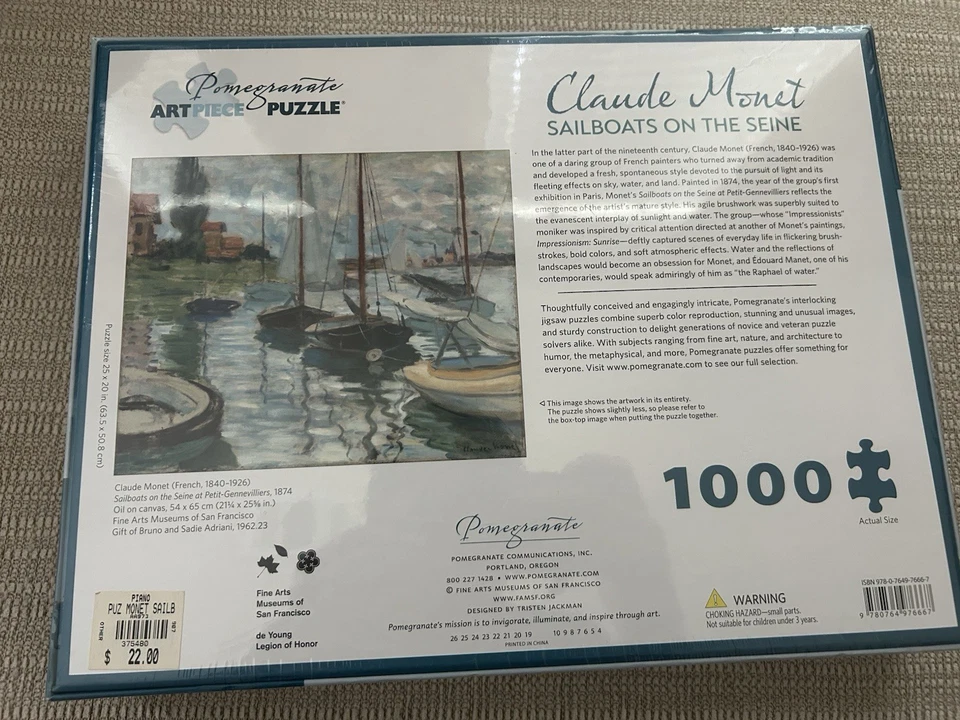 Pomegranate
ARTPIECE PUZZLE®
Claude Monet
SAILBOATS ON THE SEINE
In the latter part of the nineteenth century, Claude Monet (French, 1840–1926) was
one of a daring group of French painters who turned away from academic tradition
and developed a fresh, spontaneous style devoted to the pursuit of light and its
fleeting effects on sky, water, and land. Painted in 1874, the year of the group's first
exhibition in Paris, Monet's Sailboats on the Seine at Petit-Gennevilliers reflects the
emergence of the artist's mature style. His agile brushwork was superbly suited to
the evanescent interplay of sunlight and water. The group—whose "Impressionists"
moniker was inspired by critical attention directed at another of Monet's paintings,
Impressionism: Sunrise—deftly captured scenes of everyday life in flickering brush-
strokes, bold colors, and soft atmospheric effects. Water and the reflections of
landscapes would become an obsession for Monet, and Édouard Manet, one of his
contemporaries, would speak admiringly of him as "the Raphael of water."
Thoughtfully conceived and engagingly intricate, Pomegranate's interlocking
jigsaw puzzles combine superb color reproduction, stunning and unusual images,
and sturdy construction to delight generations of novice and veteran puzzle
solvers alike. With subjects ranging from fine art, nature, and architecture to
humor, the metaphysical, and more, Pomegranate puzzles offer something for
everyone. Visit www.pomegranate.com to see our full selection.
◁ This image shows the artwork in its entirety.
The puzzle shows slightly less, so please refer to
the box-top image when putting the puzzle together.
Puzzle size 25 x 20 in. (63.5 x 50.8 cm)
Claude Monet (French, 1840–1926)
Sailboats on the Seine at Petit-Gennevilliers, 1874
Oil on canvas, 54 x 65 cm (21¼ x 25⅝ in.)
Fine Arts Museums of San Francisco
Gift of Bruno and Sadie Adriani, 1962.23
1000
Actual Size
Fine Arts
Museums of
San Francisco
de Young
Legion of Honor
Pomegranate
POMEGRANATE COMMUNICATIONS, INC.
PORTLAND, OREGON
800 227 1428 • WWW.POMEGRANATE.COM
© FINE ARTS MUSEUMS OF SAN FRANCISCO
WWW.FAMSF.ORG
DESIGNED BY TRISTEN JACKMAN
Pomegranate's mission is to invigorate, illuminate, and inspire through art.
26 25 24 23 22 21 20 19 10 9 8 7 6 5 4
PRINTED IN CHINA
WARNING
CHOKING HAZARD—small parts.
Not suitable for children under 3 years.
ISBN 978-0-7649-7666-7
9 780764 976667
PIANO
PUZ MONET SAILB
AA973
OTHER
107
375480
$ 22.00